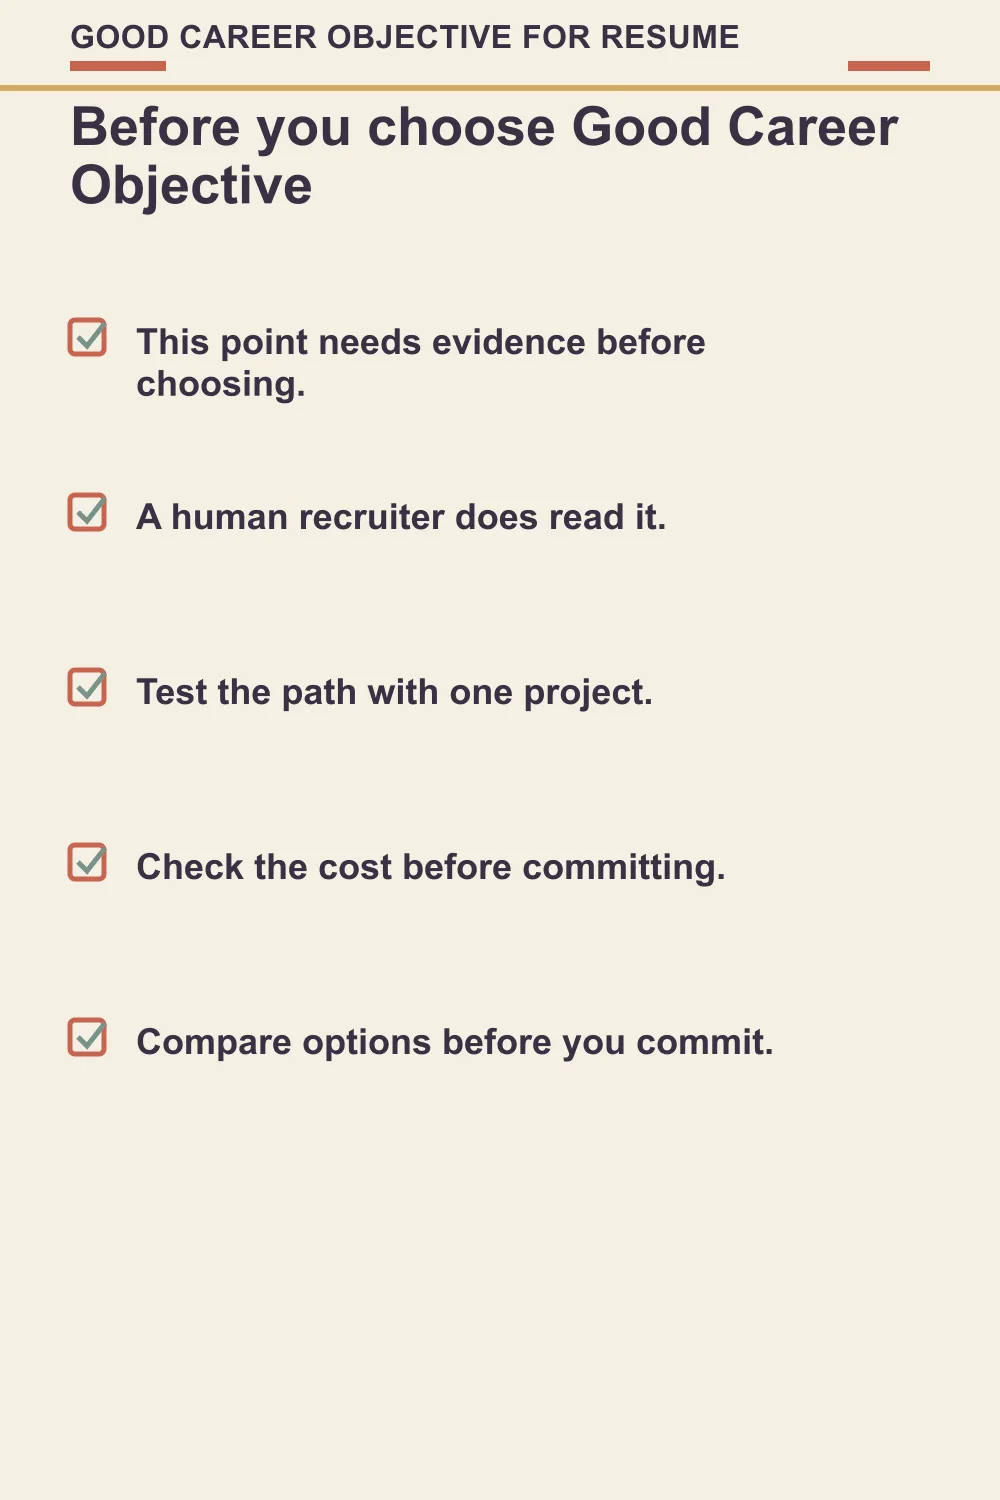 GOOD CAREER OBJECTIVE FOR RESUME
Before you choose Good Career
Objective
This point needs evidence before
choosing.
A human recruiter does read it.
Test the path with one project.
Check the cost before committing.
Compare options before you commit.